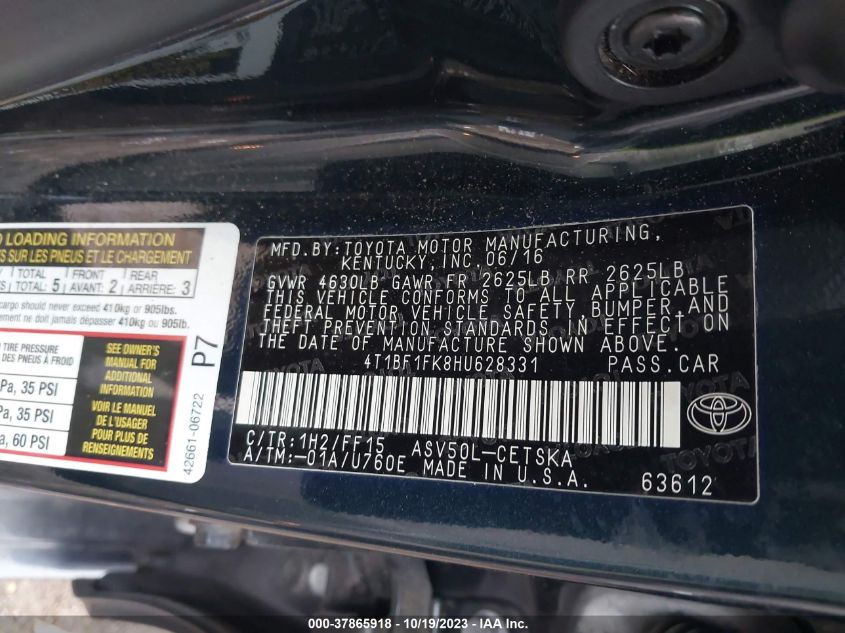 LOADING INFORMATION
S SUR LES PNEUS ET LE CHARGEMENT
TOTAL FRONT REAR
TOTAL: 5 AVANT: 2 ARRIÈRE: 3
cargo should never exceed 410kg or 905lbs.
ne doit jamais dépasser 410kg ou 905lb.
TIRE PRESSURE
DES PNEUS À FROID
Pa, 35 PSI
Pa, 35 PSI
a, 60 PSI
SEE OWNER'S
MANUAL FOR
ADDITIONAL
INFORMATION
VOIR LE MANUEL
DE L'USAGER
POUR PLUS DE
RENSEIGNEMENTS
P7
42661-06722
MFD.BY:TOYOTA MOTOR MANUFACTURING,
KENTUCKY,INC.06/16
GVWR 4630LB GAWR FR 2625LB RR 2625LB
THIS VEHICLE CONFORMS TO ALL APPLICABLE
FEDERAL MOTOR VEHICLE SAFETY,BUMPER,AND
THEFT PREVENTION STANDARDS IN EFFECT ON
THE DATE OF MANUFACTURE SHOWN ABOVE.
4T1BF1FK8HU628331 PASS.CAR
C/TR:1H2/FF15 ASV50L-CETSKA
A/TM:-01A/U760E MADE IN U.S.A.
63612
000-37865918 - 10/19/2023 - IAAI.com